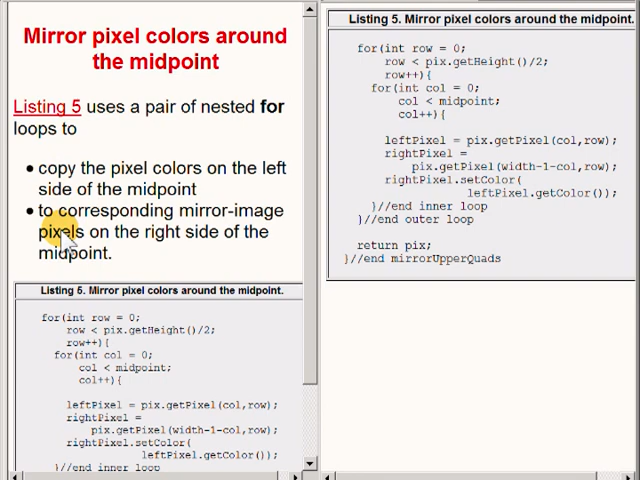 Mirror pixel colors around
the midpoint
Listing 5 uses a pair of nested for
loops to
• copy the pixel colors on the left
side of the midpoint
• to corresponding mirror-image
pixels on the right side of the
midpoint.
Listing 5. Mirror pixel colors around the midpoint.
for(int row = 0;
row < pix.getHeight()/2;
row++){
for(int col = 0;
col < midpoint;
col++){
leftPixel = pix.getPixel(col,row);
rightPixel =
pix.getPixel(width-1-col,row);
rightPixel.setColor(
leftPixel.getColor());
}//end inner loop
Listing 5. Mirror pixel colors around the midpoint.
for(int row = 0;
row < pix.getHeight()/2;
row++){
for(int col = 0;
col < midpoint;
col++){
leftPixel = pix.getPixel(col,row);
rightPixel =
pix.getPixel(width-1-col,row);
rightPixel.setColor(
leftPixel.getColor());
}//end inner loop
}//end outer loop
return pix;
}//end mirrorUpperQuads